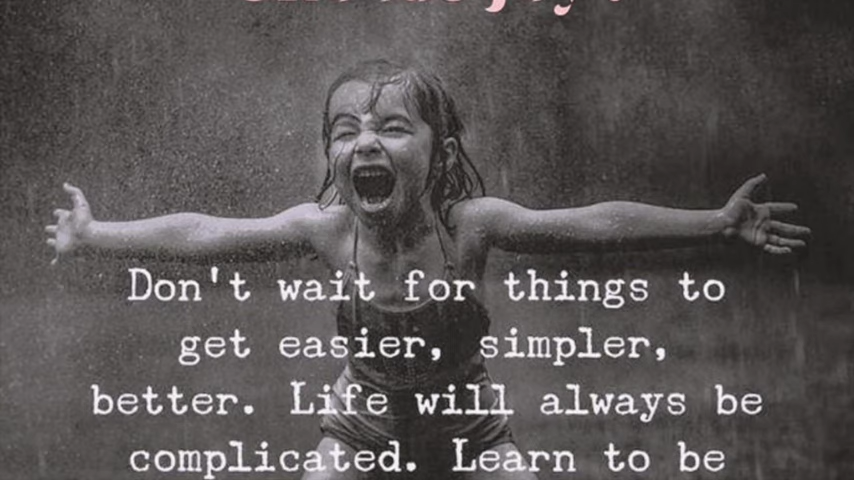 Don't wait for things to
get easier, simpler,
better. Life will always be
complicated. Learn to be